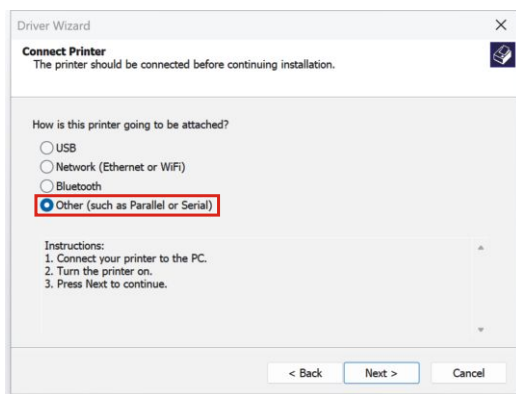 Driver Wizard
Connect Printer
The printer should be connected before continuing installation.
How is this printer going to be attached?
USB
Network (Ethernet or WiFi)
Bluetooth
Other (such as Parallel or Serial)
Instructions:
1. Connect your printer to the PC.
2. Turn the printer on.
3. Press Next to continue.
< Back Next > Cancel